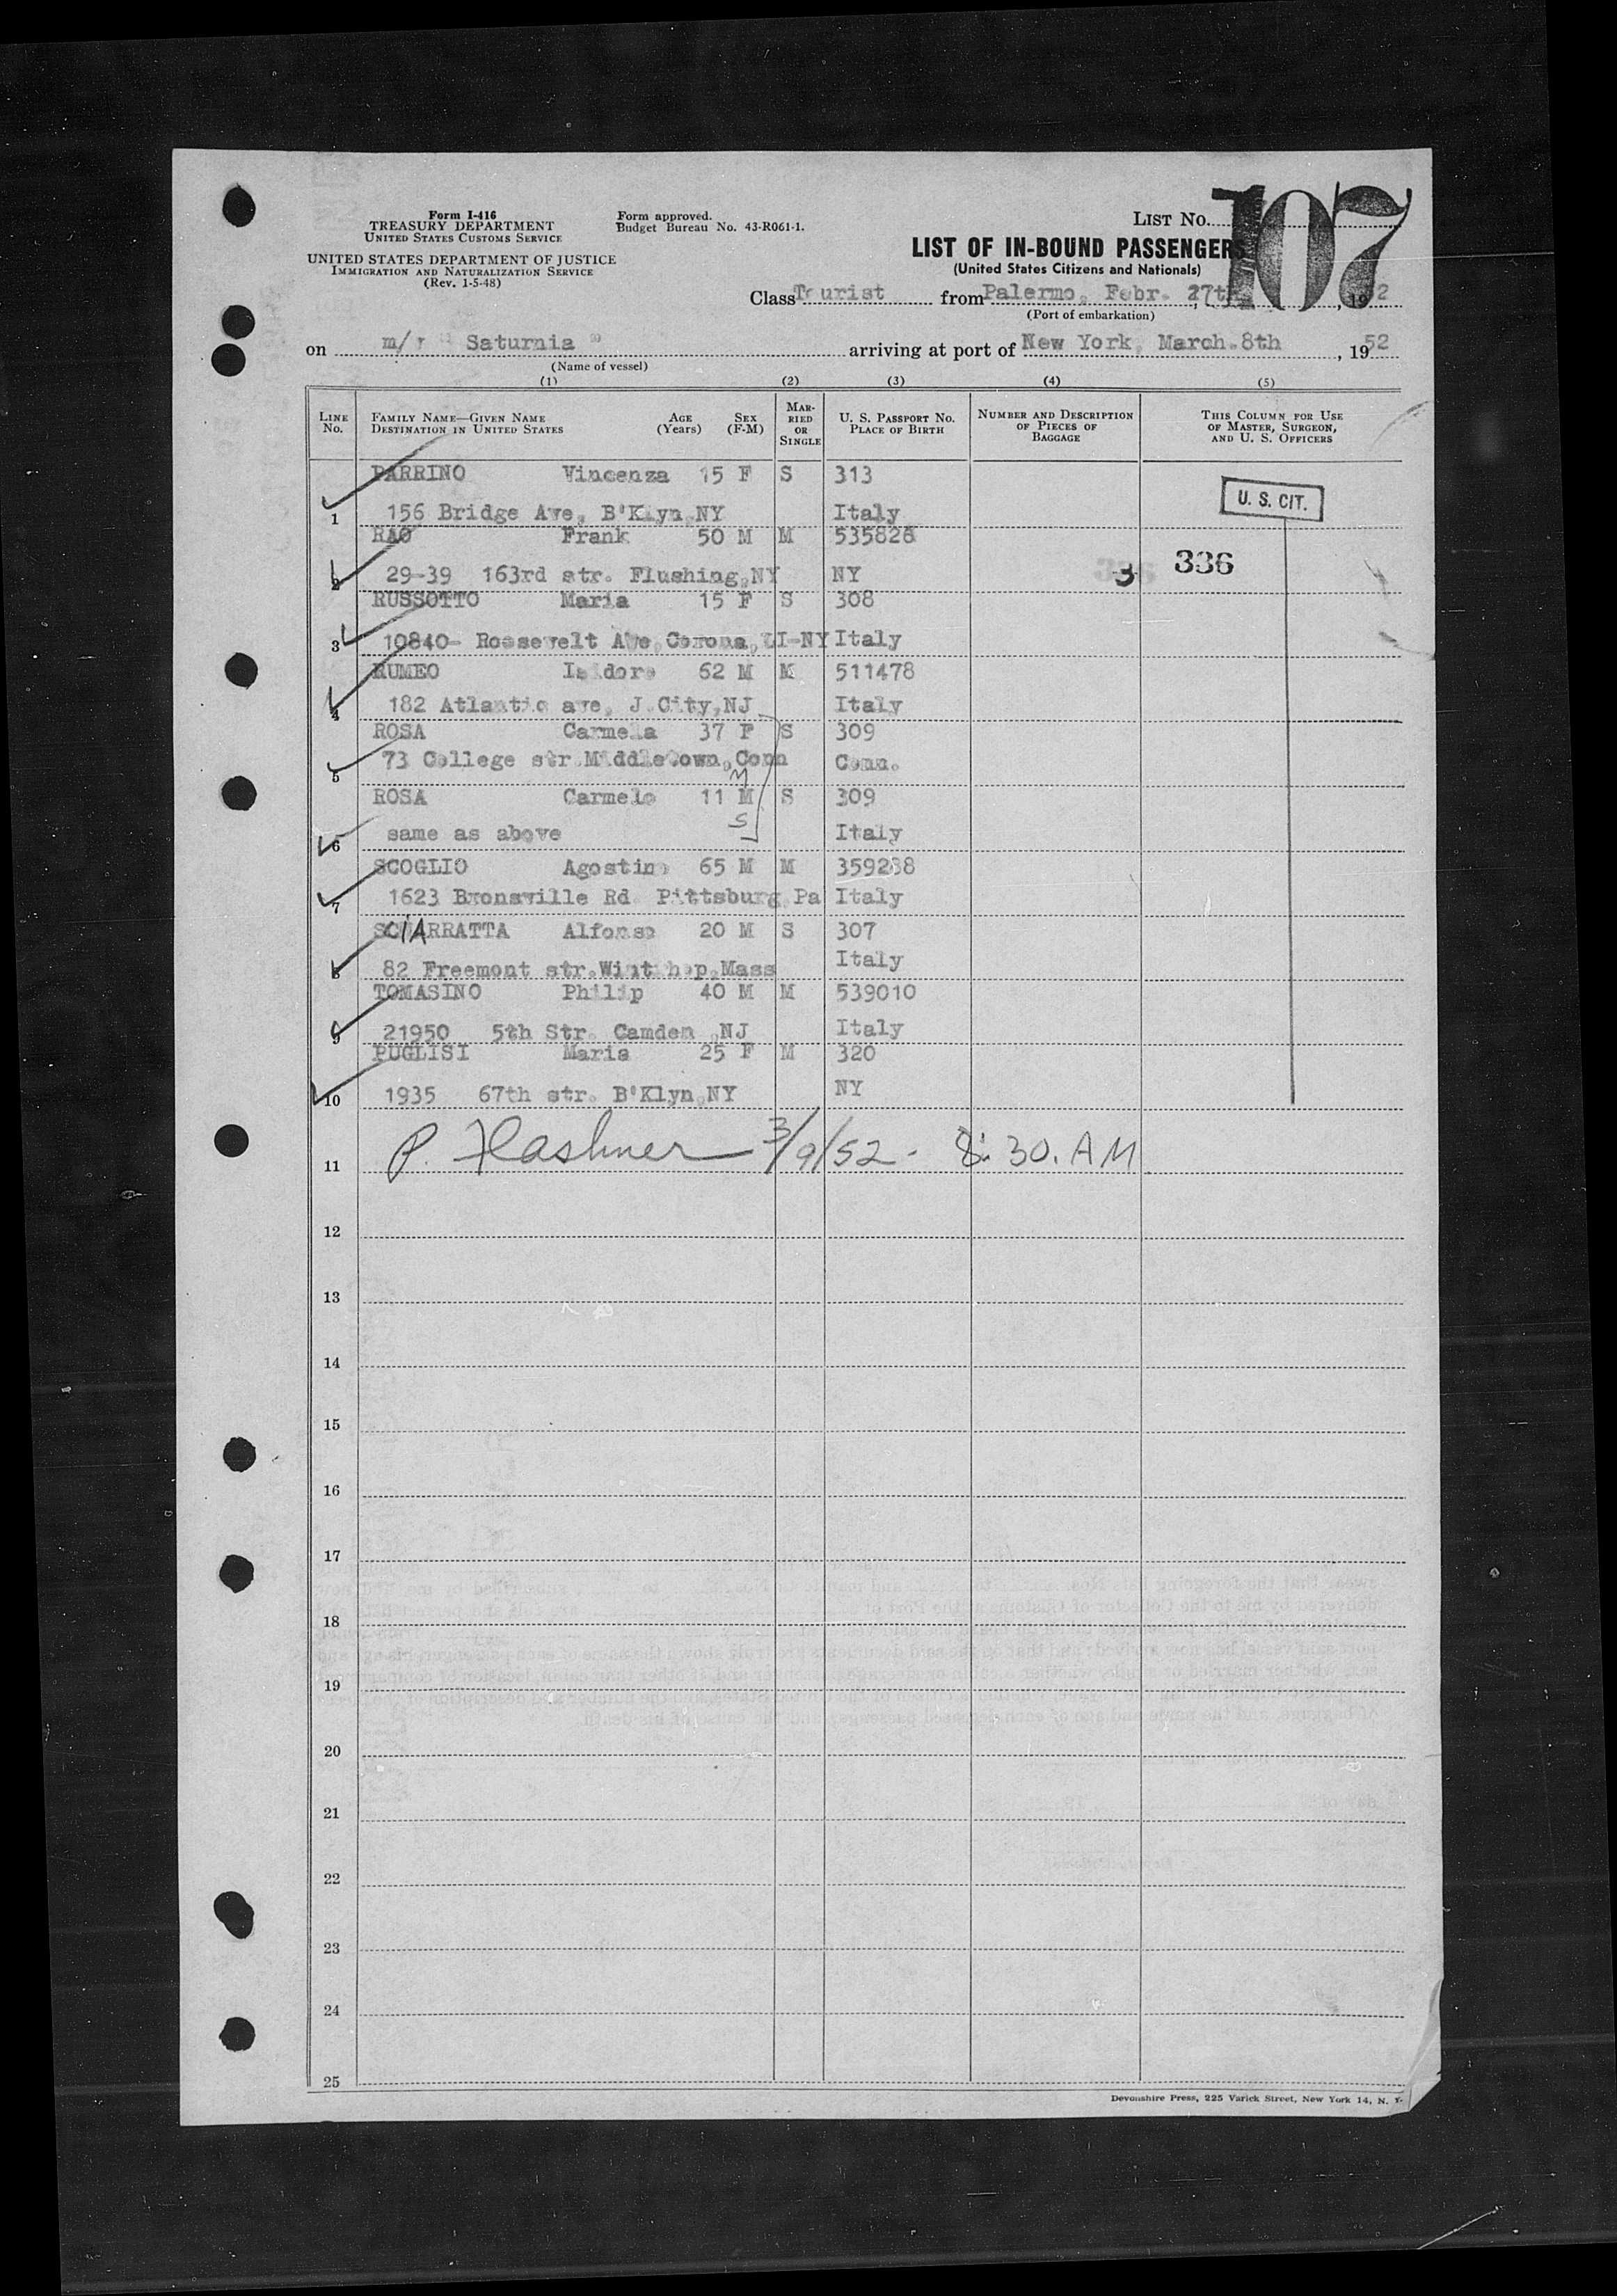 Form I-416
TREASURY DEPARTMENT
UNITED STATES CUSTOMS SERVICE
UNITED STATES DEPARTMENT OF JUSTICE
IMMIGRATION AND NATURALIZATION SERVICE
(Rev. 1-5-48)
Form approved.
Budget Bureau No. 43-R061-1.
LIST No. 107
LIST OF IN-BOUND PASSENGERS
(United States Citizens and Nationals)
Class Tourist from Palermo, Febr. 27th, 1952
(Port of embarkation)
on m/v " Saturnia " arriving at port of New York, March.8th, 1952
(Name of vessel)
(1) (2) (3) (4) (5)
LINE No. FAMILY NAME—GIVEN NAME DESTINATION IN UNITED STATES AGE (Years) SEX (F-M) MARRIED OR SINGLE U. S. PASSPORT NO. PLACE OF BIRTH NUMBER AND DESCRIPTION OF PIECES OF BAGGAGE THIS COLUMN FOR USE OF MASTER, SURGEON, AND U. S. OFFICERS
PARRINO Vincenza 15 F S 313
U. S. CIT.
1 156 Bridge Ave, B'Klyn,NY Italy
RAO Frank 50 M M 535828
3 336
2 29-39 163rd str. Flushing,NY NY
RUSSOTTO Maria 15 F S 308
3 10840- Roosevelt Ave,Corona,LI-NY Italy
RUMEO Isidore 62 M M 511478
4 182 Atlantic ave, J.City,NJ Italy
ROSA Carmela 37 F S 309
5 73 College str.Middletown,Conn Conn.
M
ROSA Carmelo 11 M S 309
S
6 same as above Italy
SCOGLIO Agostino 65 M M 359238
7 1623 Bronsville Rd. Pittsburg,Pa Italy
SCIARRATTA Alfonso 20 M S 307
8 82 Freemont str.Winthop,Mass Italy
TOMASINO Philip 40 M M 539010
9 21950 5th Str. Camden ,NJ Italy
PUGLISI Maria 25 F M 320
10 1935 67th str. B'Klyn,NY NY
11 P. Flashner 3/9/52 - 8:30.AM
12
13
14
15
16
17
18
19
20
21
22
23
24
25
Devonshire Press, 225 Varick Street, New York 14, N. Y.